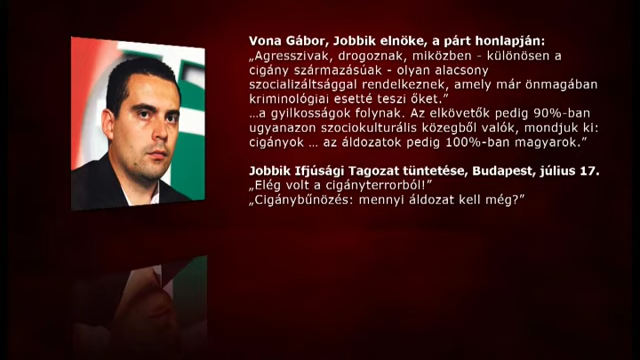 Vona Gábor, Jobbik elnöke, a párt honlapján:
„Agresszivak, drogoznak, miközben - különösen a
cigány származásúak - olyan alacsony
szocializáltsággal rendelkeznek, amely már önmagában
kriminológiai esetté teszi őket.”
…a gyilkosságok folynak. Az elkövetők pedig 90%-ban
ugyanazon szociokulturális közegből valók, mondjuk ki:
cigányok … az áldozatok pedig 100%-ban magyarok.”
Jobbik Ifjúsági Tagozat tüntetése, Budapest, július 17.
„Elég volt a cigányterrorból!”
„Cigánybűnözés: mennyi áldozat kell még?”